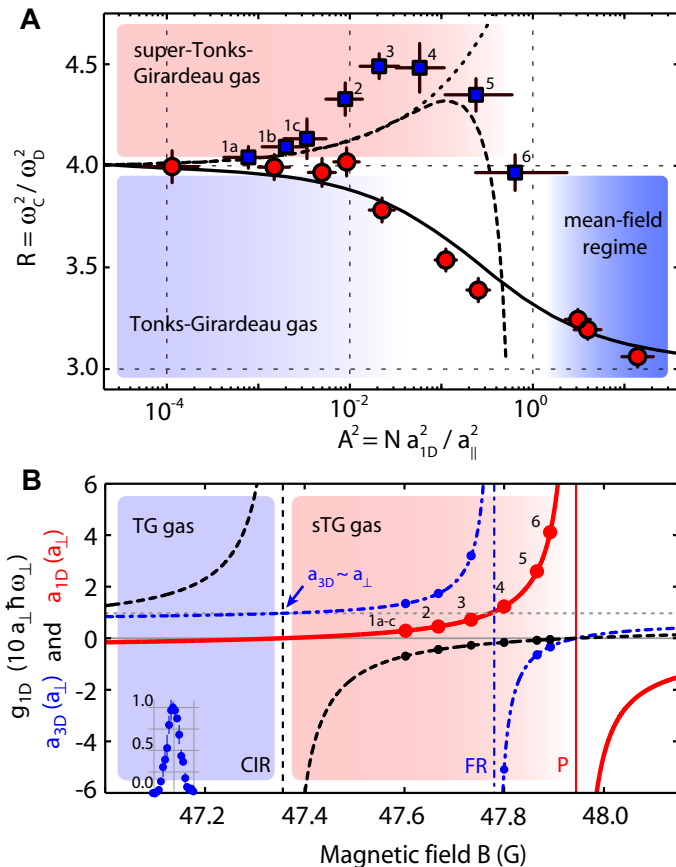 A
super-Tonks-
Girardeau gas
1a
1b
1c
2
3
4
5
6
4.5
4.0
3.5
3.0
R = ω_C^2 / ω_D^2
mean-field
regime
Tonks-Girardeau gas
10^-4
10^-2
10^0
A^2 = N a_1D^2 / a_||^2
B
6
4
2
0
-2
-4
-6
g_1D (10 a_⊥ ħ ω_⊥)
and a_1D (a_⊥)
a_3D (a_⊥)
TG gas
sTG gas
a_3D ~ a_⊥
1a-c
2
3
4
5
6
1.0
0.5
0.0
CIR
FR
P
47.2
47.4
47.6
47.8
48.0
Magnetic field B (G)